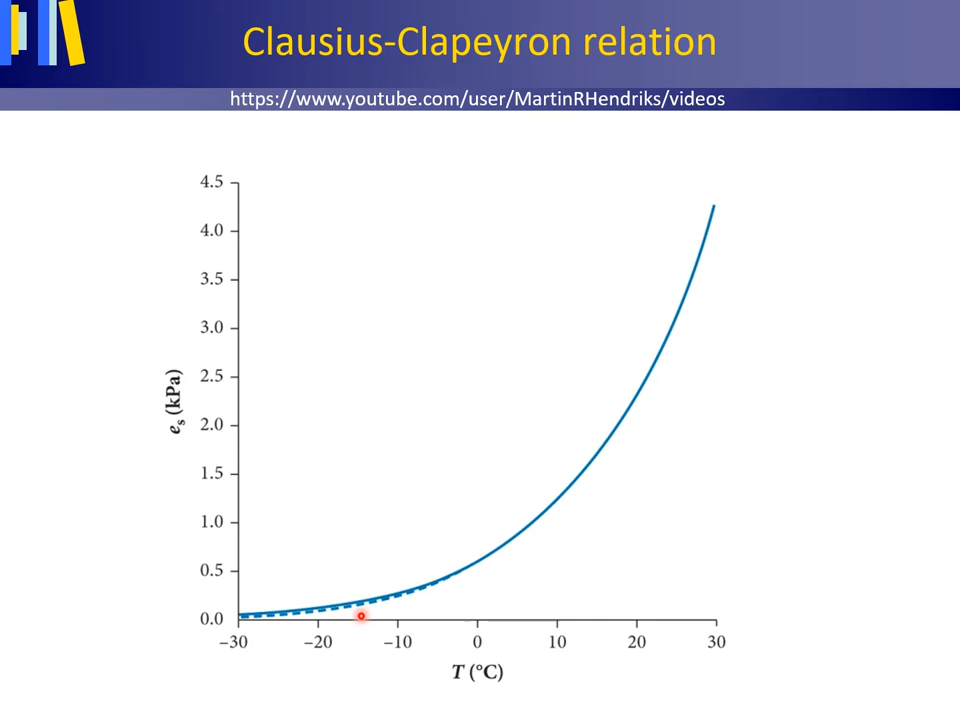 Clausius-Clapeyron relation
https://www.youtube.com/user/MartinRHendriks/videos
4.5
4.0
3.5
3.0
2.5
2.0
1.5
1.0
0.5
0.0
es (kPa)
−30 −20 −10 0 10 20 30
T (°C)